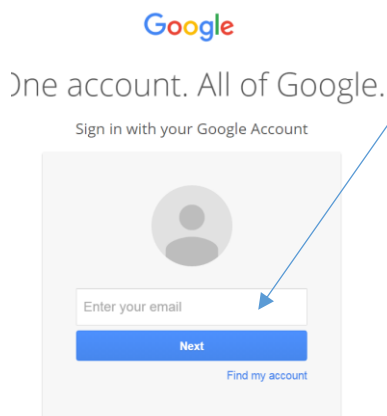 Google
One account. All of Google.
Sign in with your Google Account
Enter your email
Next
Find my account